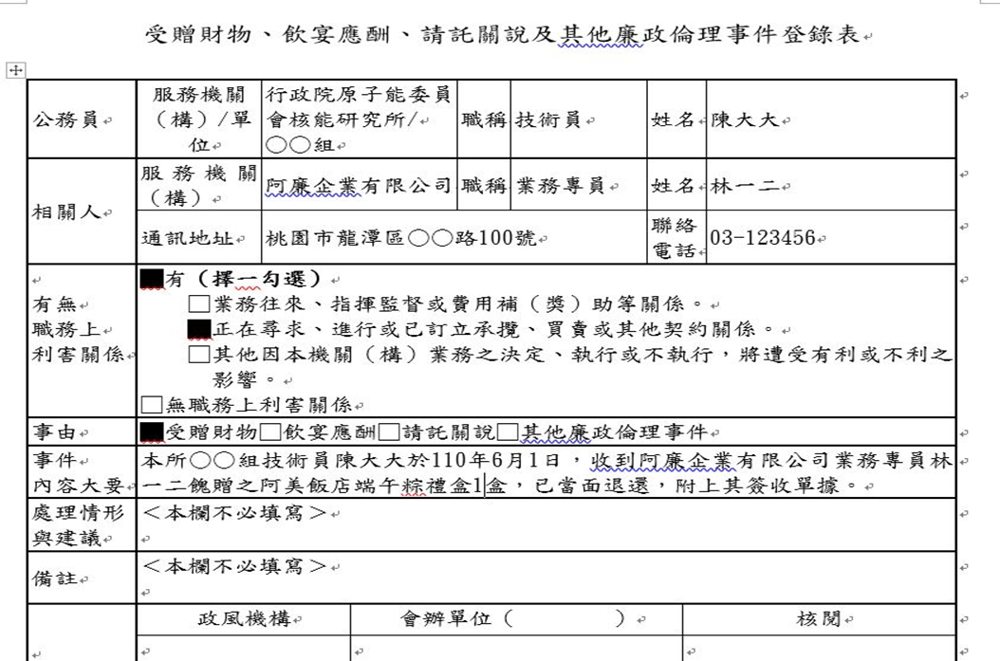 受贈財物、飲宴應酬、請託關說及其他廉政倫理事件登錄表
公務員
服務機關
（構）/單
位
行政院原子能委員
會核能研究所/
○○組
職稱
技術員
姓名
陳大大
相關人
服務機關
（構）
阿廉企業有限公司
職稱
業務專員
姓名
林一二
通訊地址
桃園市龍潭區○○路100號
聯絡
電話
03-123456
有無
職務上
利害關係
■有（擇一勾選）
□業務往來、指揮監督或費用補（獎）助等關係。
■正在尋求、進行或已訂立承攬、買賣或其他契約關係。
□其他因本機關（構）業務之決定、執行或不執行，將遭受有利或不利之
影響。
□無職務上利害關係
事由
■受贈財物□飲宴應酬□請託關說□其他廉政倫理事件
事件
內容大要
本所○○組技術員陳大大於110年6月1日，收到阿廉企業有限公司業務專員林
一二餽贈之阿美飯店端午粽禮盒1盒，已當面退還，附上其簽收單據。
處理情形
與建議
＜本欄不必填寫＞
備註
＜本欄不必填寫＞
政風機構
會辦單位（　　　　）
核閱